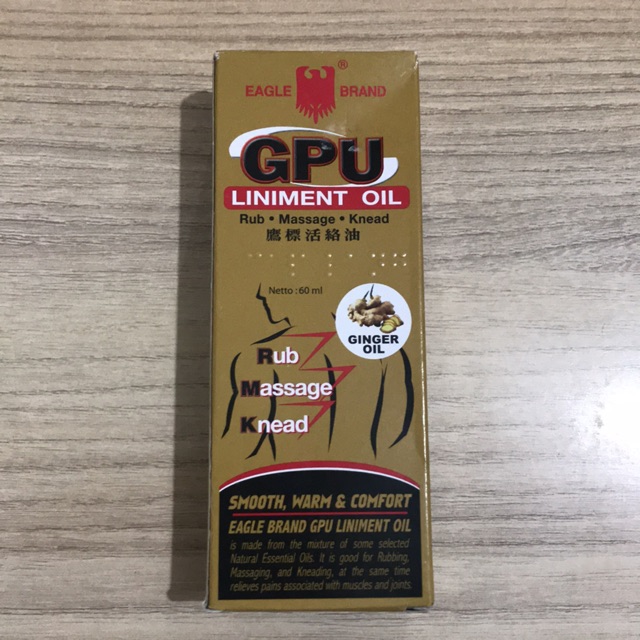 EAGLE BRAND ®
GPU
LINIMENT OIL
Rub • Massage • Knead
鷹標活絡油
Netto : 60 ml
GINGER
OIL
Rub
Massage
Knead
SMOOTH, WARM & COMFORT
EAGLE BRAND GPU LINIMENT OIL
is made from the mixture of some selected
Natural Essential Oils. It is good for Rubbing,
Massaging, and Kneading, at the same time
relieves pains associated with muscles and joints.